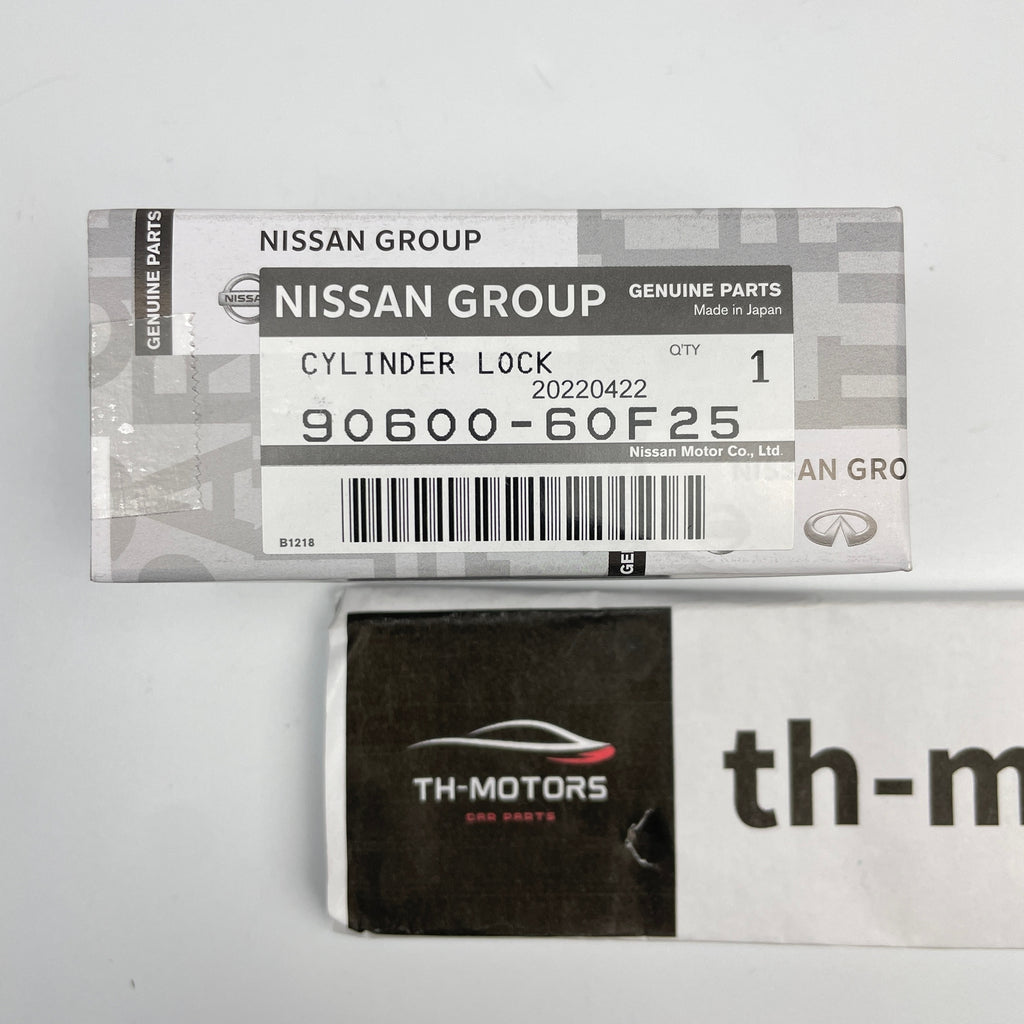 GENUINE PARTS
NISSAN GROUP
NISSAN GROUP
GENUINE PARTS
Made in Japan
CYLINDER LOCK
Q'TY
1
20220422
90600-60F25
Nissan Motor Co., Ltd.
NISSAN GRO
B1218
GE
TH-MOTORS
CAR PARTS
th-m